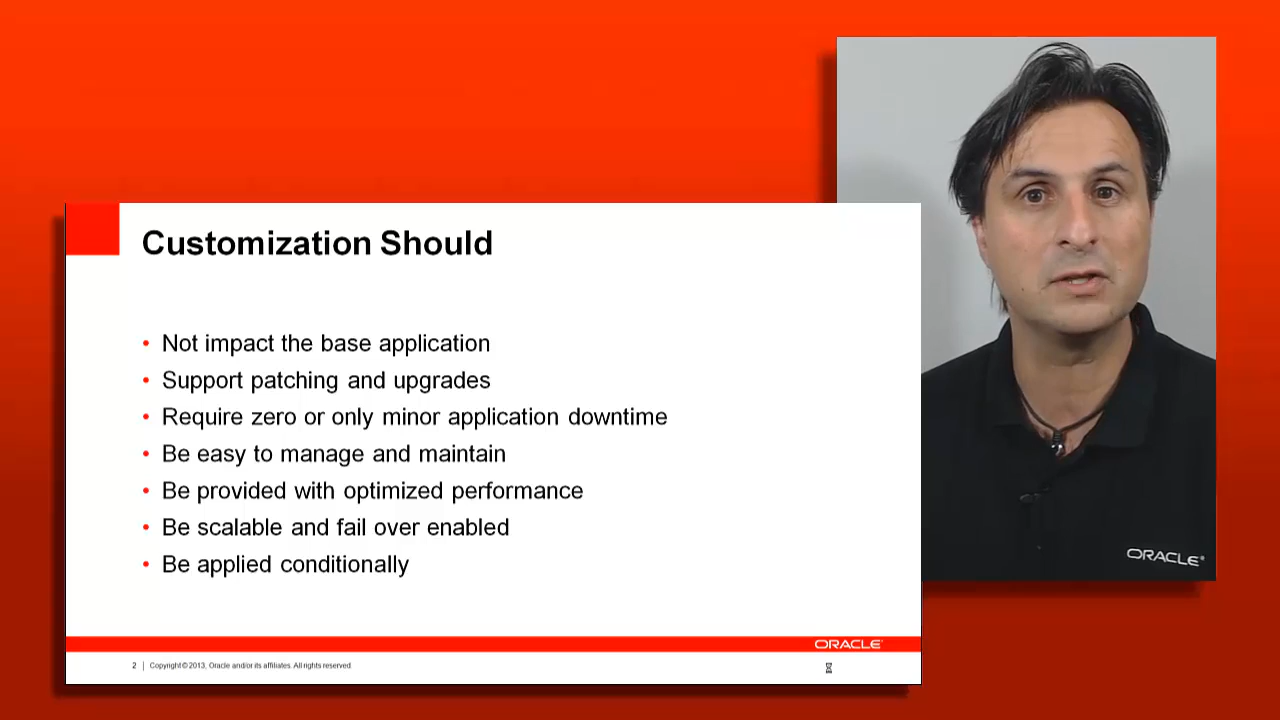 Customization Should
• Not impact the base application
• Support patching and upgrades
• Require zero or only minor application downtime
• Be easy to manage and maintain
• Be provided with optimized performance
• Be scalable and fail over enabled
• Be applied conditionally
ORACLE
2 | Copyright © 2013, Oracle and/or its affiliates. All rights reserved.
ORACLE®